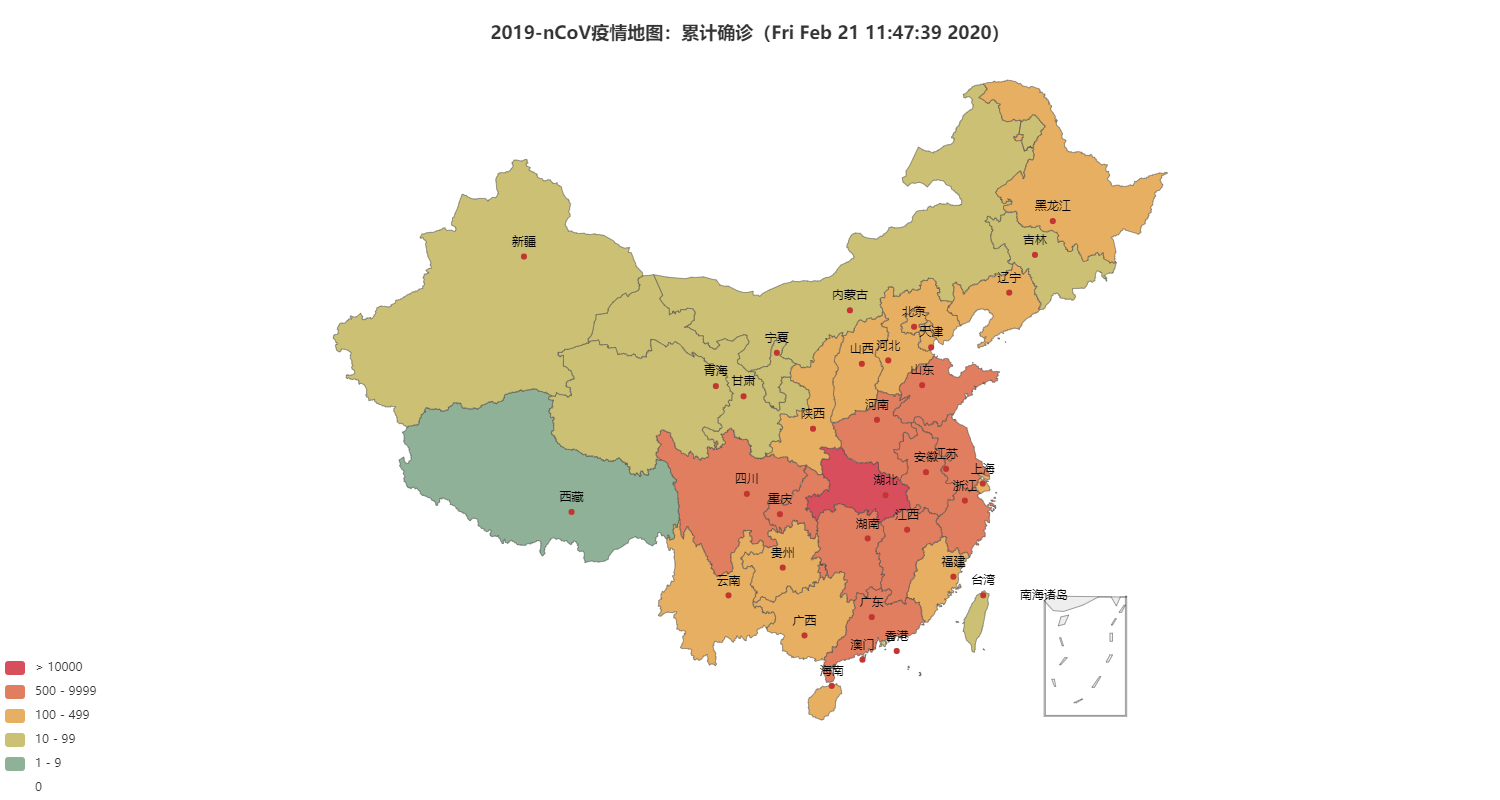 2019-nCoV疫情地图：累计确诊（Fri Feb 21 11:47:39 2020）
黑龙江
吉林
新疆
辽宁
内蒙古
北京
天津
宁夏
河北
山西
青海
甘肃
山东
河南
陕西
江苏
安徽
上海
四川
湖北
浙江
重庆
西藏
江西
湖南
贵州
福建
云南
台湾
南海诸岛
广东
广西
香港
澳门
海南
> 10000
500 - 9999
100 - 499
10 - 99
1 - 9
0